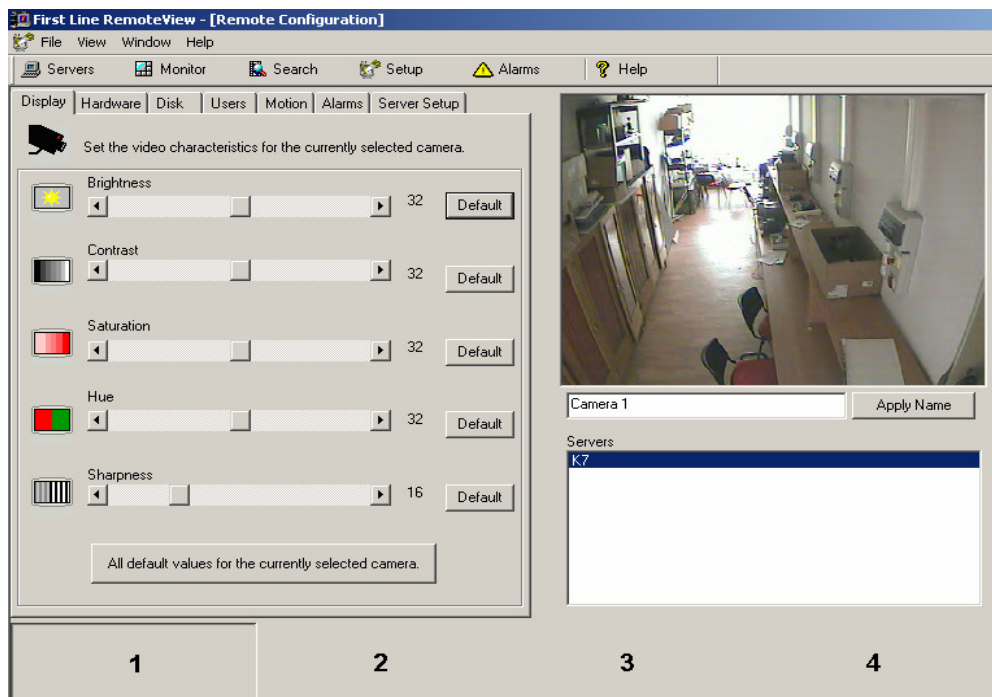 First Line RemoteView - [Remote Configuration]
File View Window Help
Servers Monitor Search Setup Alarms Help
Display Hardware Disk Users Motion Alarms Server Setup
Set the video characteristics for the currently selected camera.
Brightness
32 Default
Contrast
32 Default
Saturation
32 Default
Hue
32 Default
Sharpness
16 Default
All default values for the currently selected camera.
Camera 1 Apply Name
Servers
K7
1 2 3 4